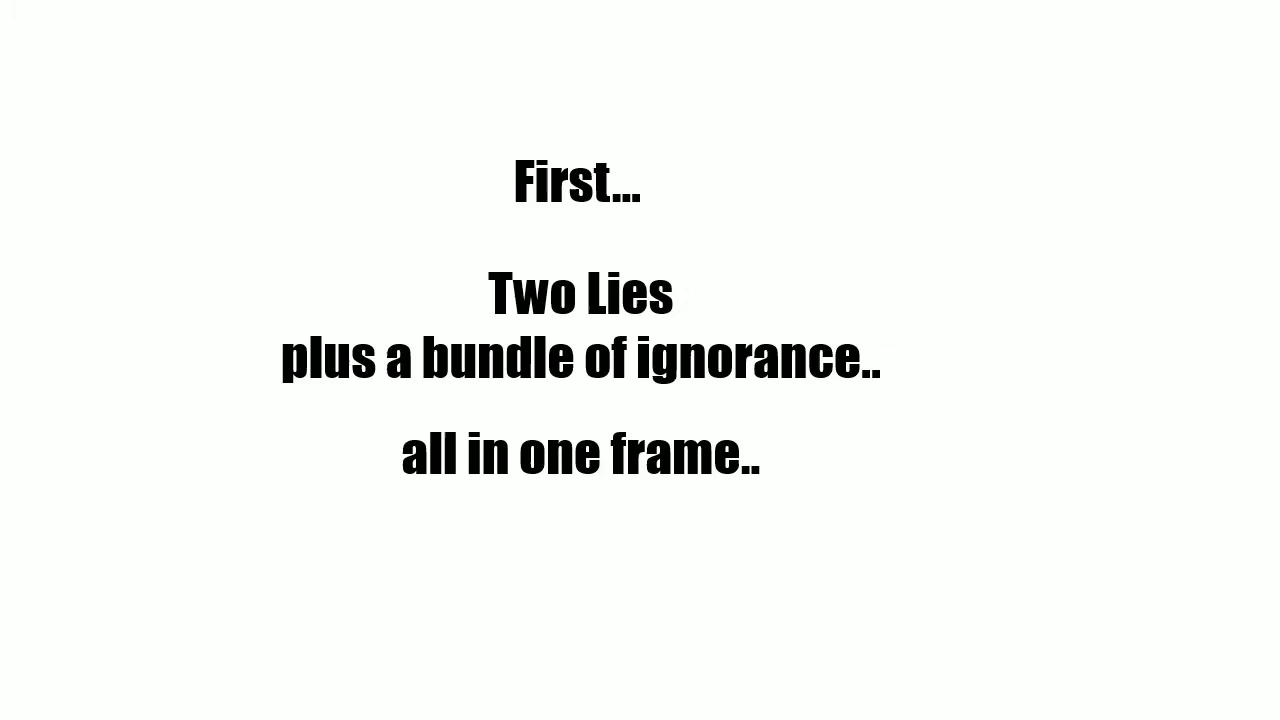 First...
Two Lies
plus a bundle of ignorance..
all in one frame..